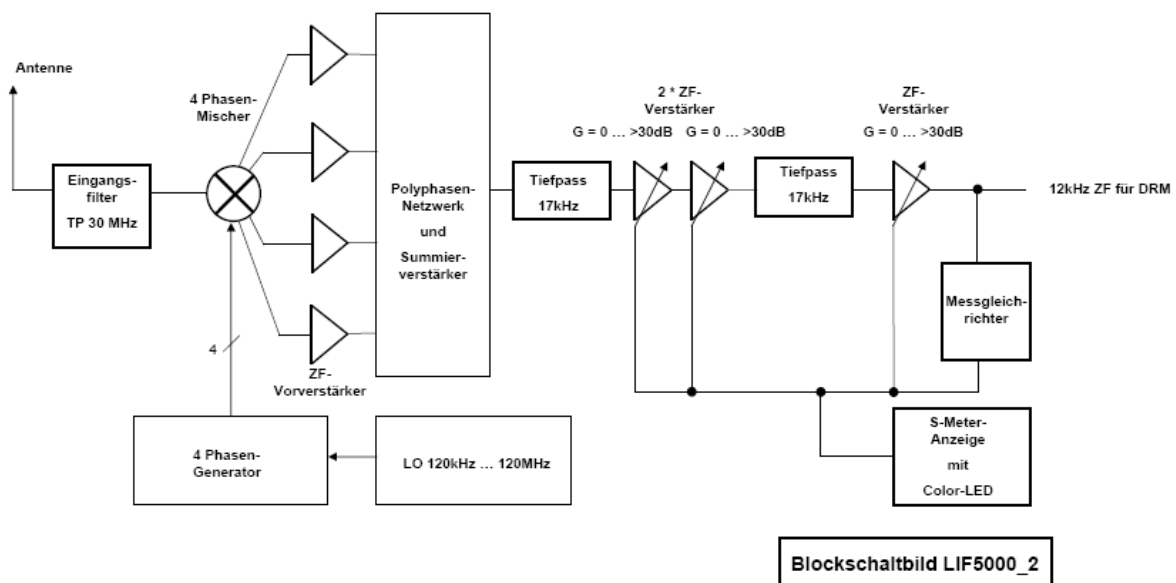 Antenne
Eingangs-
filter
TP 30 MHz
4 Phasen-
Mischer
4
ZF-
Vorverstärker
4 Phasen-
Generator
LO 120kHz ... 120MHz
Polyphasen-
Netzwerk
und
Summier-
verstärker
Tiefpass
17kHz
2 * ZF-
Verstärker
G = 0 ... >30dB
G = 0 ... >30dB
Tiefpass
17kHz
ZF-
Verstärker
G = 0 ... >30dB
12kHz ZF für DRM
Messgleich-
richter
S-Meter-
Anzeige
mit
Color-LED
Blockschaltbild LIF5000_2